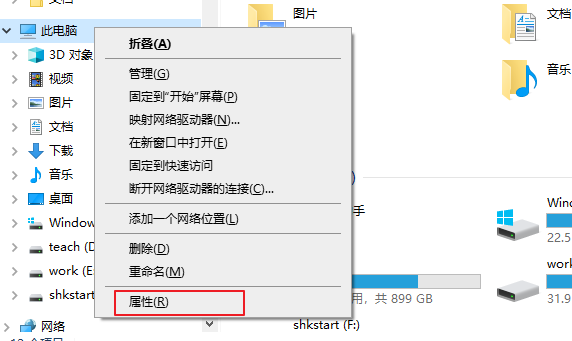 文档
此电脑
3D 对象
视频
图片
文档
下载
音乐
桌面
Window
teach (D
work (E
shkstart
网络
折叠(A)
管理(G)
固定到"开始"屏幕(P)
映射网络驱动器(N)...
在新窗口中打开(E)
固定到快速访问
断开网络驱动器的连接(C)...
添加一个网络位置(L)
删除(D)
重命名(M)
属性(R)
图片
文档
音乐
)
手
Wind
22.5
用，共 899 GB
work
31.9
shkstart (F:)